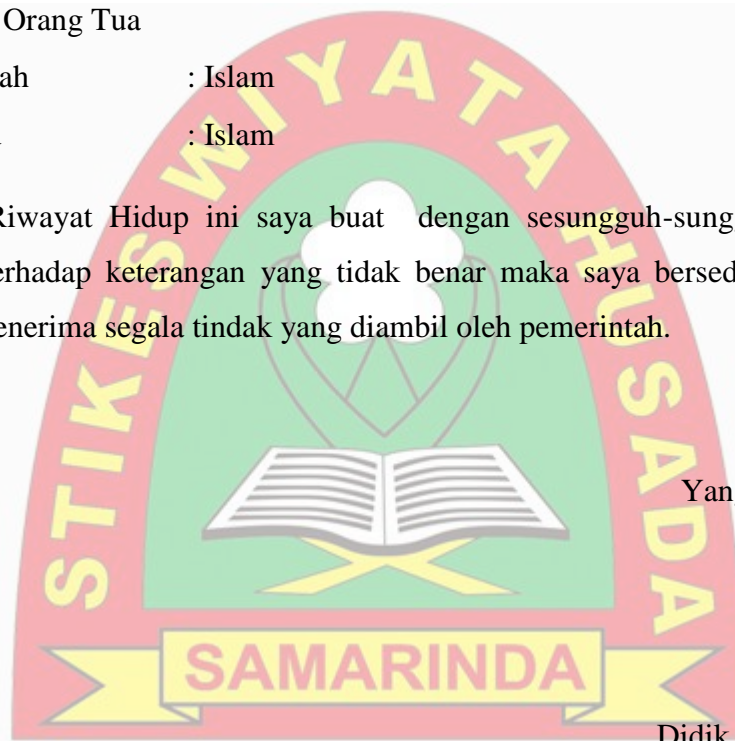 Orang Tua
ah : Islam
: Islam
Riwayat Hidup ini saya buat dengan sesungguh-sung
erhadap keterangan yang tidak benar maka saya bersed
enerima segala tindak yang diambil oleh pemerintah.
Yan
Didik
STIKES WIYATA HUSADA
SAMARINDA